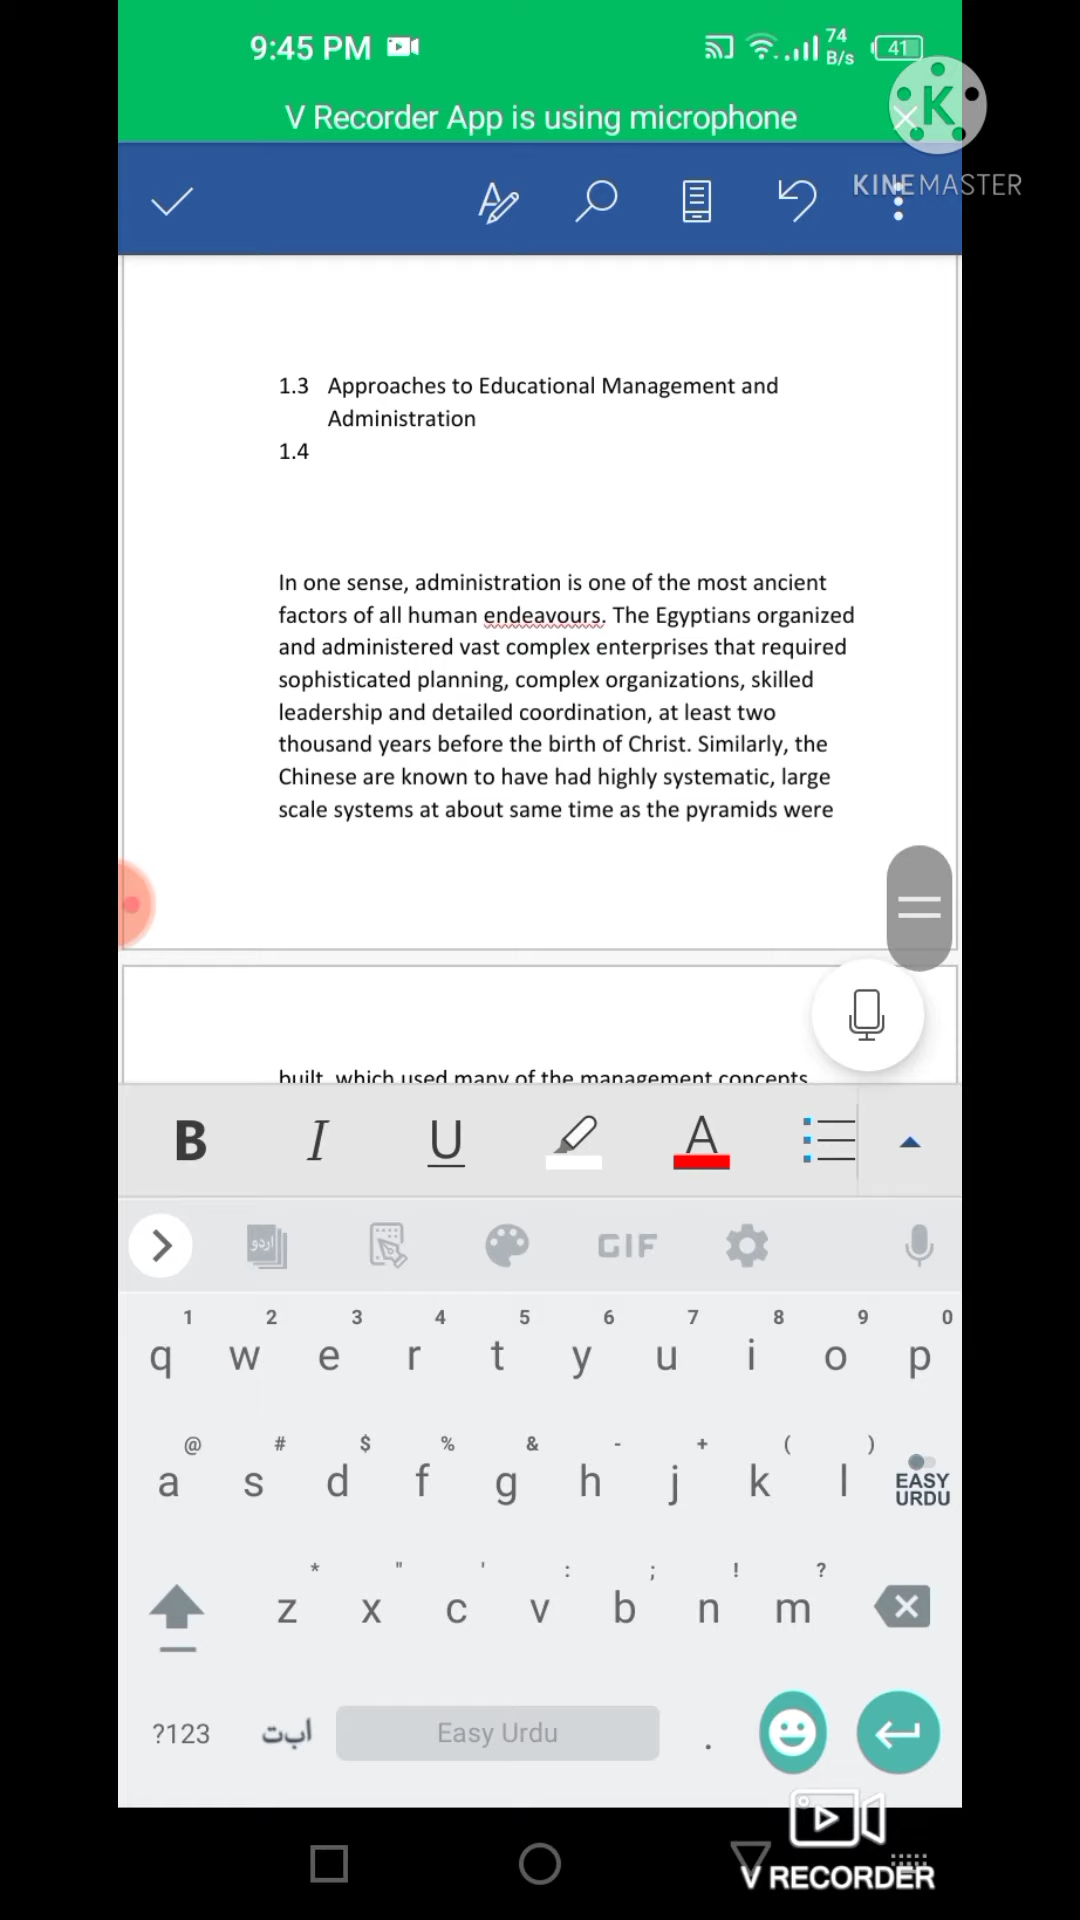 9:45 PM
74
B/s
41
V Recorder App is using microphone
K
KINEMASTER
1.3 Approaches to Educational Management and
Administration
1.4
In one sense, administration is one of the most ancient
factors of all human endeavours. The Egyptians organized
and administered vast complex enterprises that required
sophisticated planning, complex organizations, skilled
leadership and detailed coordination, at least two
thousand years before the birth of Christ. Similarly, the
Chinese are known to have had highly systematic, large
scale systems at about same time as the pyramids were
built, which used many of the management concepts
B I U A
اردو GIF
1 2 3 4 5 6 7 8 9 0
q w e r t y u i o p
@ # $ % & - + ( )
a s d f g h j k l EASY
URDU
* " ' : ; ! ?
z x c v b n m
?123 ابت Easy Urdu .
V RECORDER